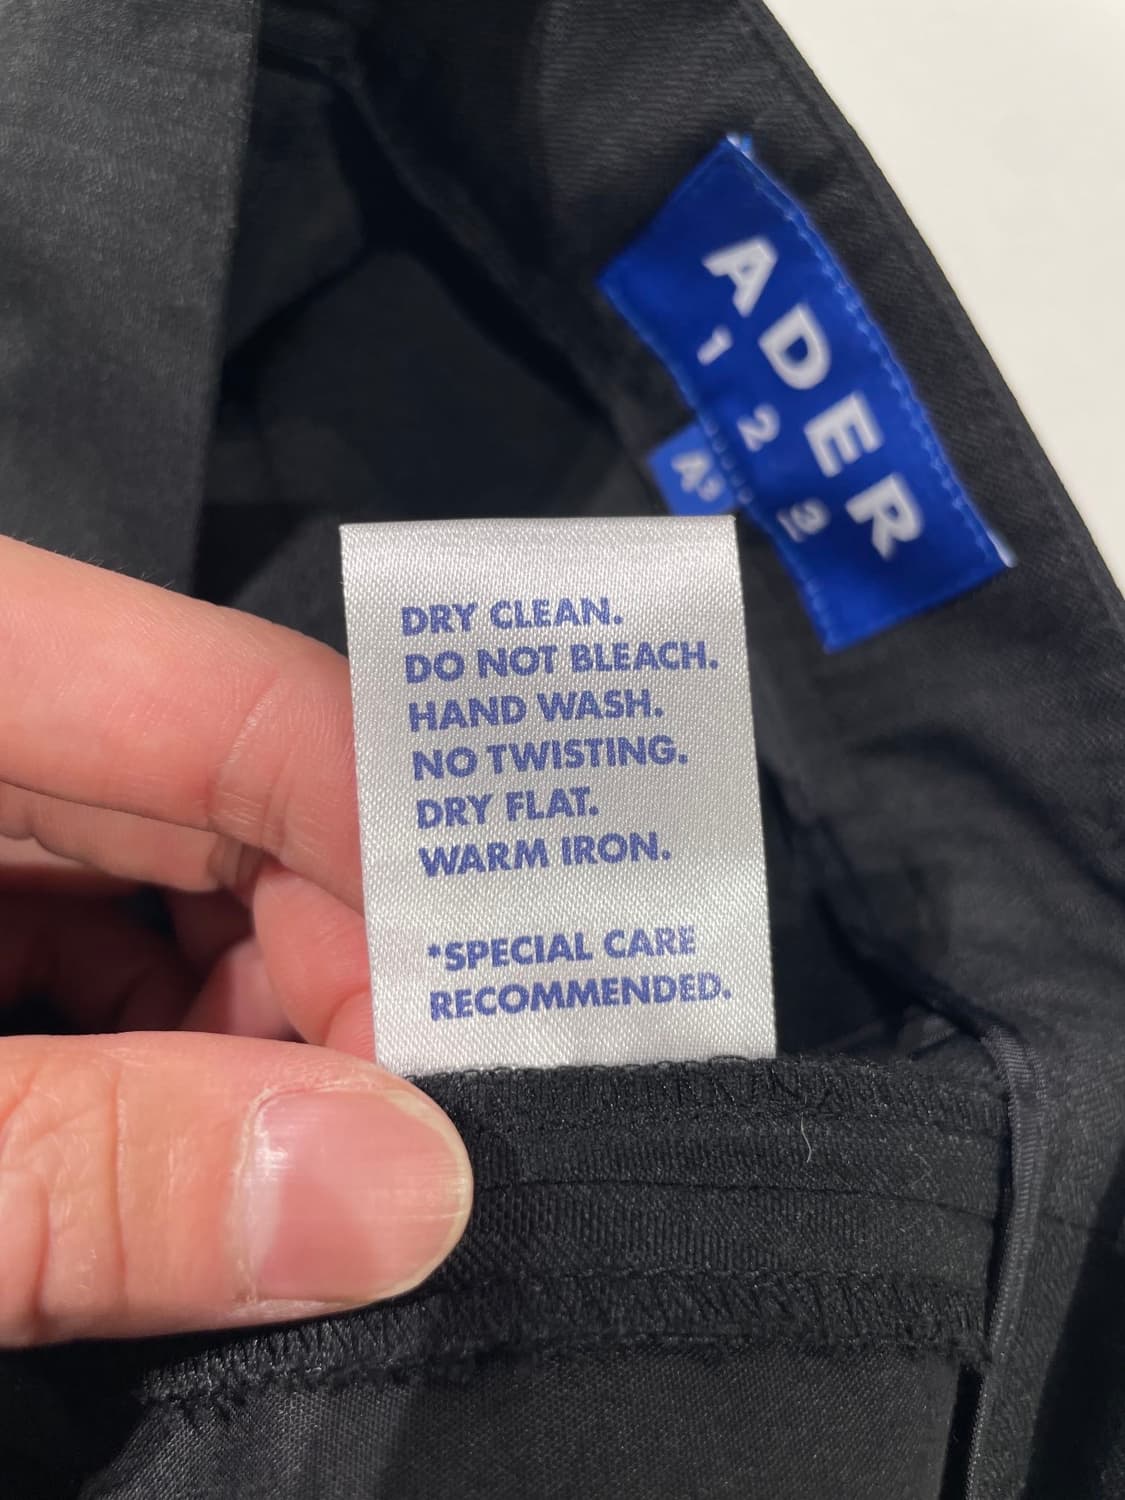 ADER
1 2 3
A³
DRY CLEAN.
DO NOT BLEACH.
HAND WASH.
NO TWISTING.
DRY FLAT.
WARM IRON.
*SPECIAL CARE
RECOMMENDED.